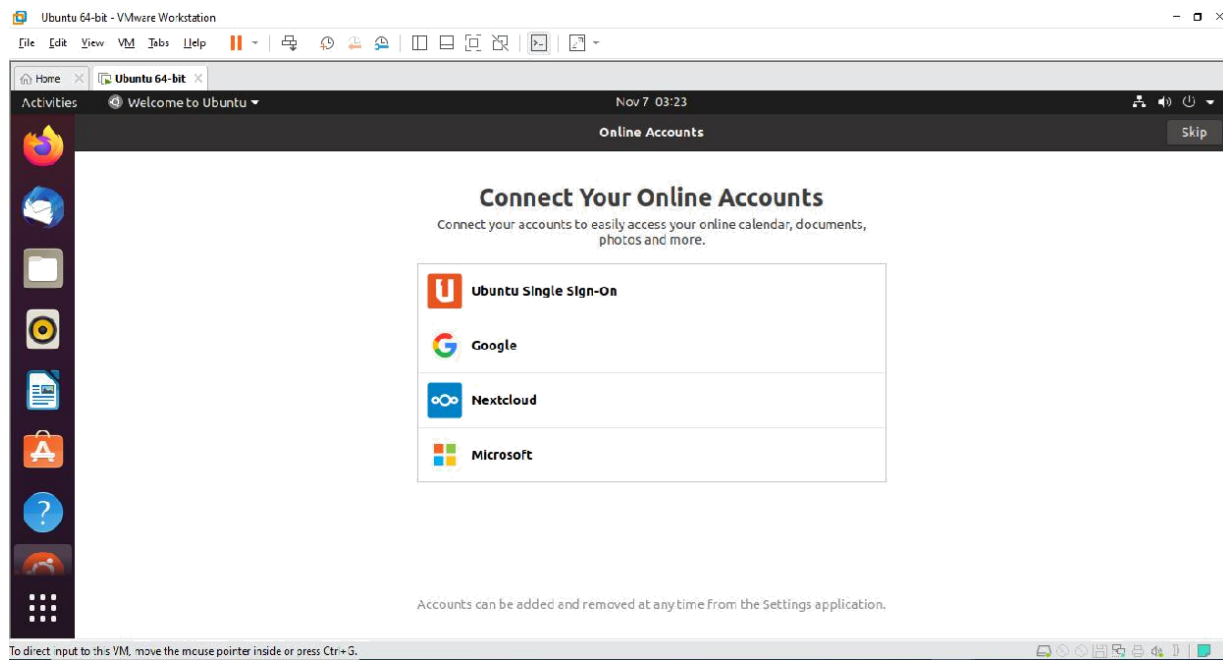 Ubuntu 64-bit - VMware Workstation
File Edit View VM Tabs Help
Home
Ubuntu 64-bit
Activities
Welcome to Ubuntu
Nov 7 03:23
Online Accounts
Skip
Connect Your Online Accounts
Connect your accounts to easily access your online calendar, documents,
photos and more.
Ubuntu Single Sign-On
Google
Nextcloud
Microsoft
Accounts can be added and removed at any time from the Settings application.
To direct input to this VM, move the mouse pointer inside or press Ctrl+G.